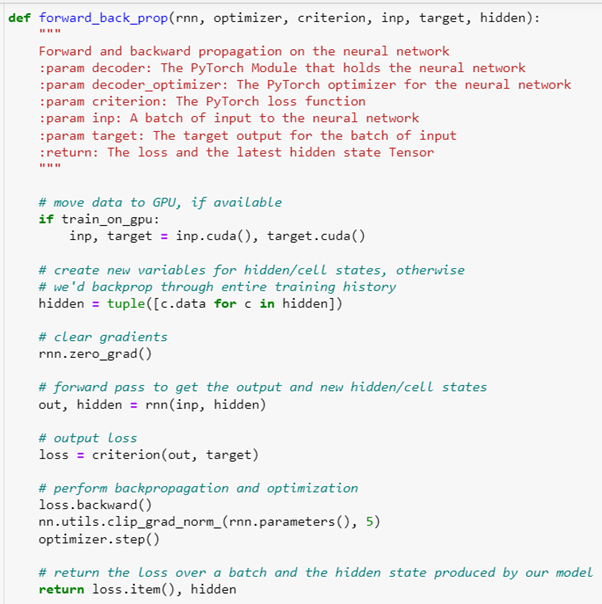 def forward_back_prop(rnn, optimizer, criterion, inp, target, hidden):
    """
    Forward and backward propagation on the neural network
    :param decoder: The PyTorch Module that holds the neural network
    :param decoder_optimizer: The PyTorch optimizer for the neural network
    :param criterion: The PyTorch loss function
    :param inp: A batch of input to the neural network
    :param target: The target output for the batch of input
    :return: The loss and the latest hidden state Tensor
    """

    # move data to GPU, if available
    if train_on_gpu:
        inp, target = inp.cuda(), target.cuda()

    # create new variables for hidden/cell states, otherwise
    # we'd backprop through entire training history
    hidden = tuple([c.data for c in hidden])

    # clear gradients
    rnn.zero_grad()

    # forward pass to get the output and new hidden/cell states
    out, hidden = rnn(inp, hidden)

    # output loss
    loss = criterion(out, target)

    # perform backpropagation and optimization
    loss.backward()
    nn.utils.clip_grad_norm_(rnn.parameters(), 5)
    optimizer.step()

    # return the loss over a batch and the hidden state produced by our model
    return loss.item(), hidden